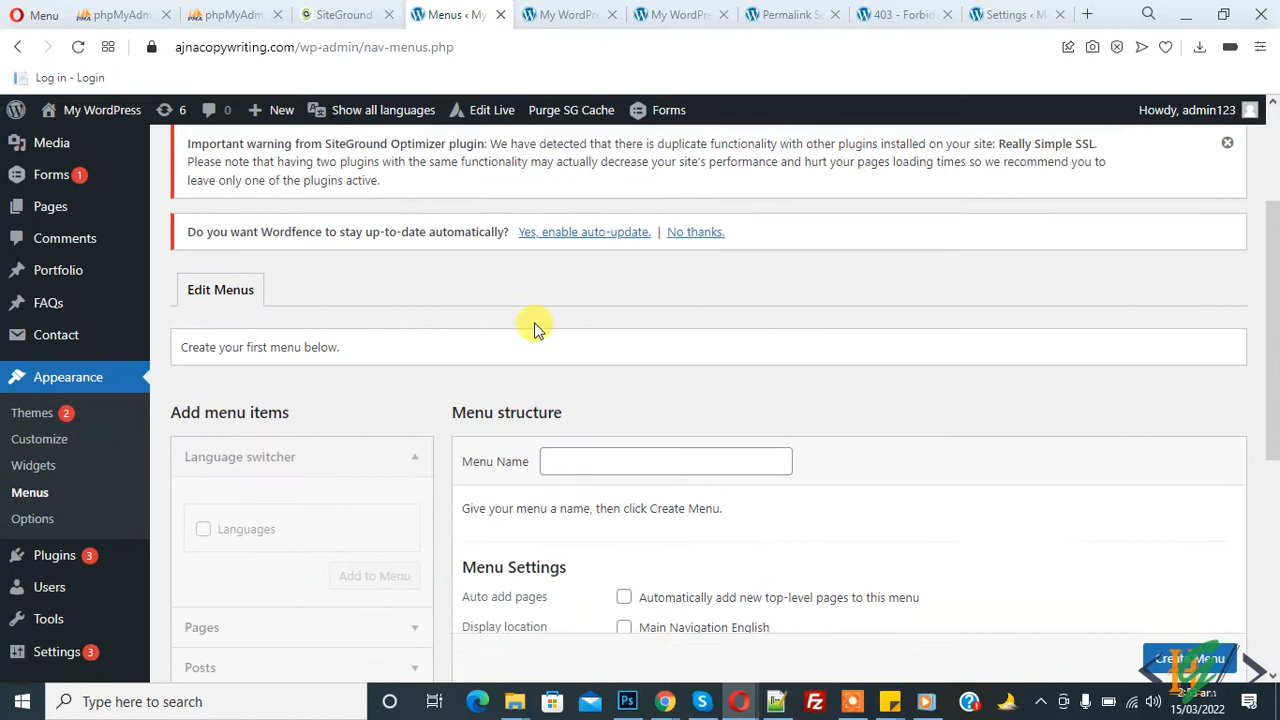 Menu
phpMyAdm
phpMyAdm
SiteGround
Menus ‹ My
My WordPre
My WordPre
Permalink S
403 - Forbid
Settings ‹ M
ajnacopywriting.com/wp-admin/nav-menus.php
Log in - Login
My WordPress
6
0
New
Show all languages
Edit Live
Purge SG Cache
Forms
Howdy, admin123
Media
Forms 1
Pages
Comments
Portfolio
FAQs
Contact
Appearance
Themes 2
Customize
Widgets
Menus
Options
Plugins 3
Users
Tools
Settings 3
Important warning from SiteGround Optimizer plugin: We have detected that there is duplicate functionality with other plugins installed on your site: Really Simple SSL.
Please note that having two plugins with the same functionality may actually decrease your site's performance and hurt your pages loading times so we recommend you to
leave only one of the plugins active.
Do you want Wordfence to stay up-to-date automatically? Yes, enable auto-update. | No thanks.
Edit Menus
Create your first menu below.
Add menu items
Language switcher
Languages
Add to Menu
Pages
Posts
Menu structure
Menu Name
Give your menu a name, then click Create Menu.
Menu Settings
Auto add pages
Automatically add new top-level pages to this menu
Display location
Main Navigation English
Create Menu
Type here to search
15/03/2022